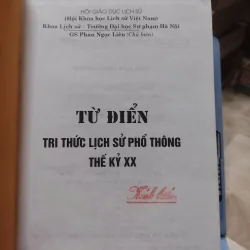 HỘI GIÁO DỤC LỊCH SỬ
(Hội Khoa học Lịch sử Việt Nam)
Khoa Lịch sử - Trường Đại học Sư phạm Hà Nội
GS Phan Ngọc Liên (Chủ biên)
TỪ ĐIỂN
TRI THỨC LỊCH SỬ PHỔ THÔNG
THẾ KỶ XX